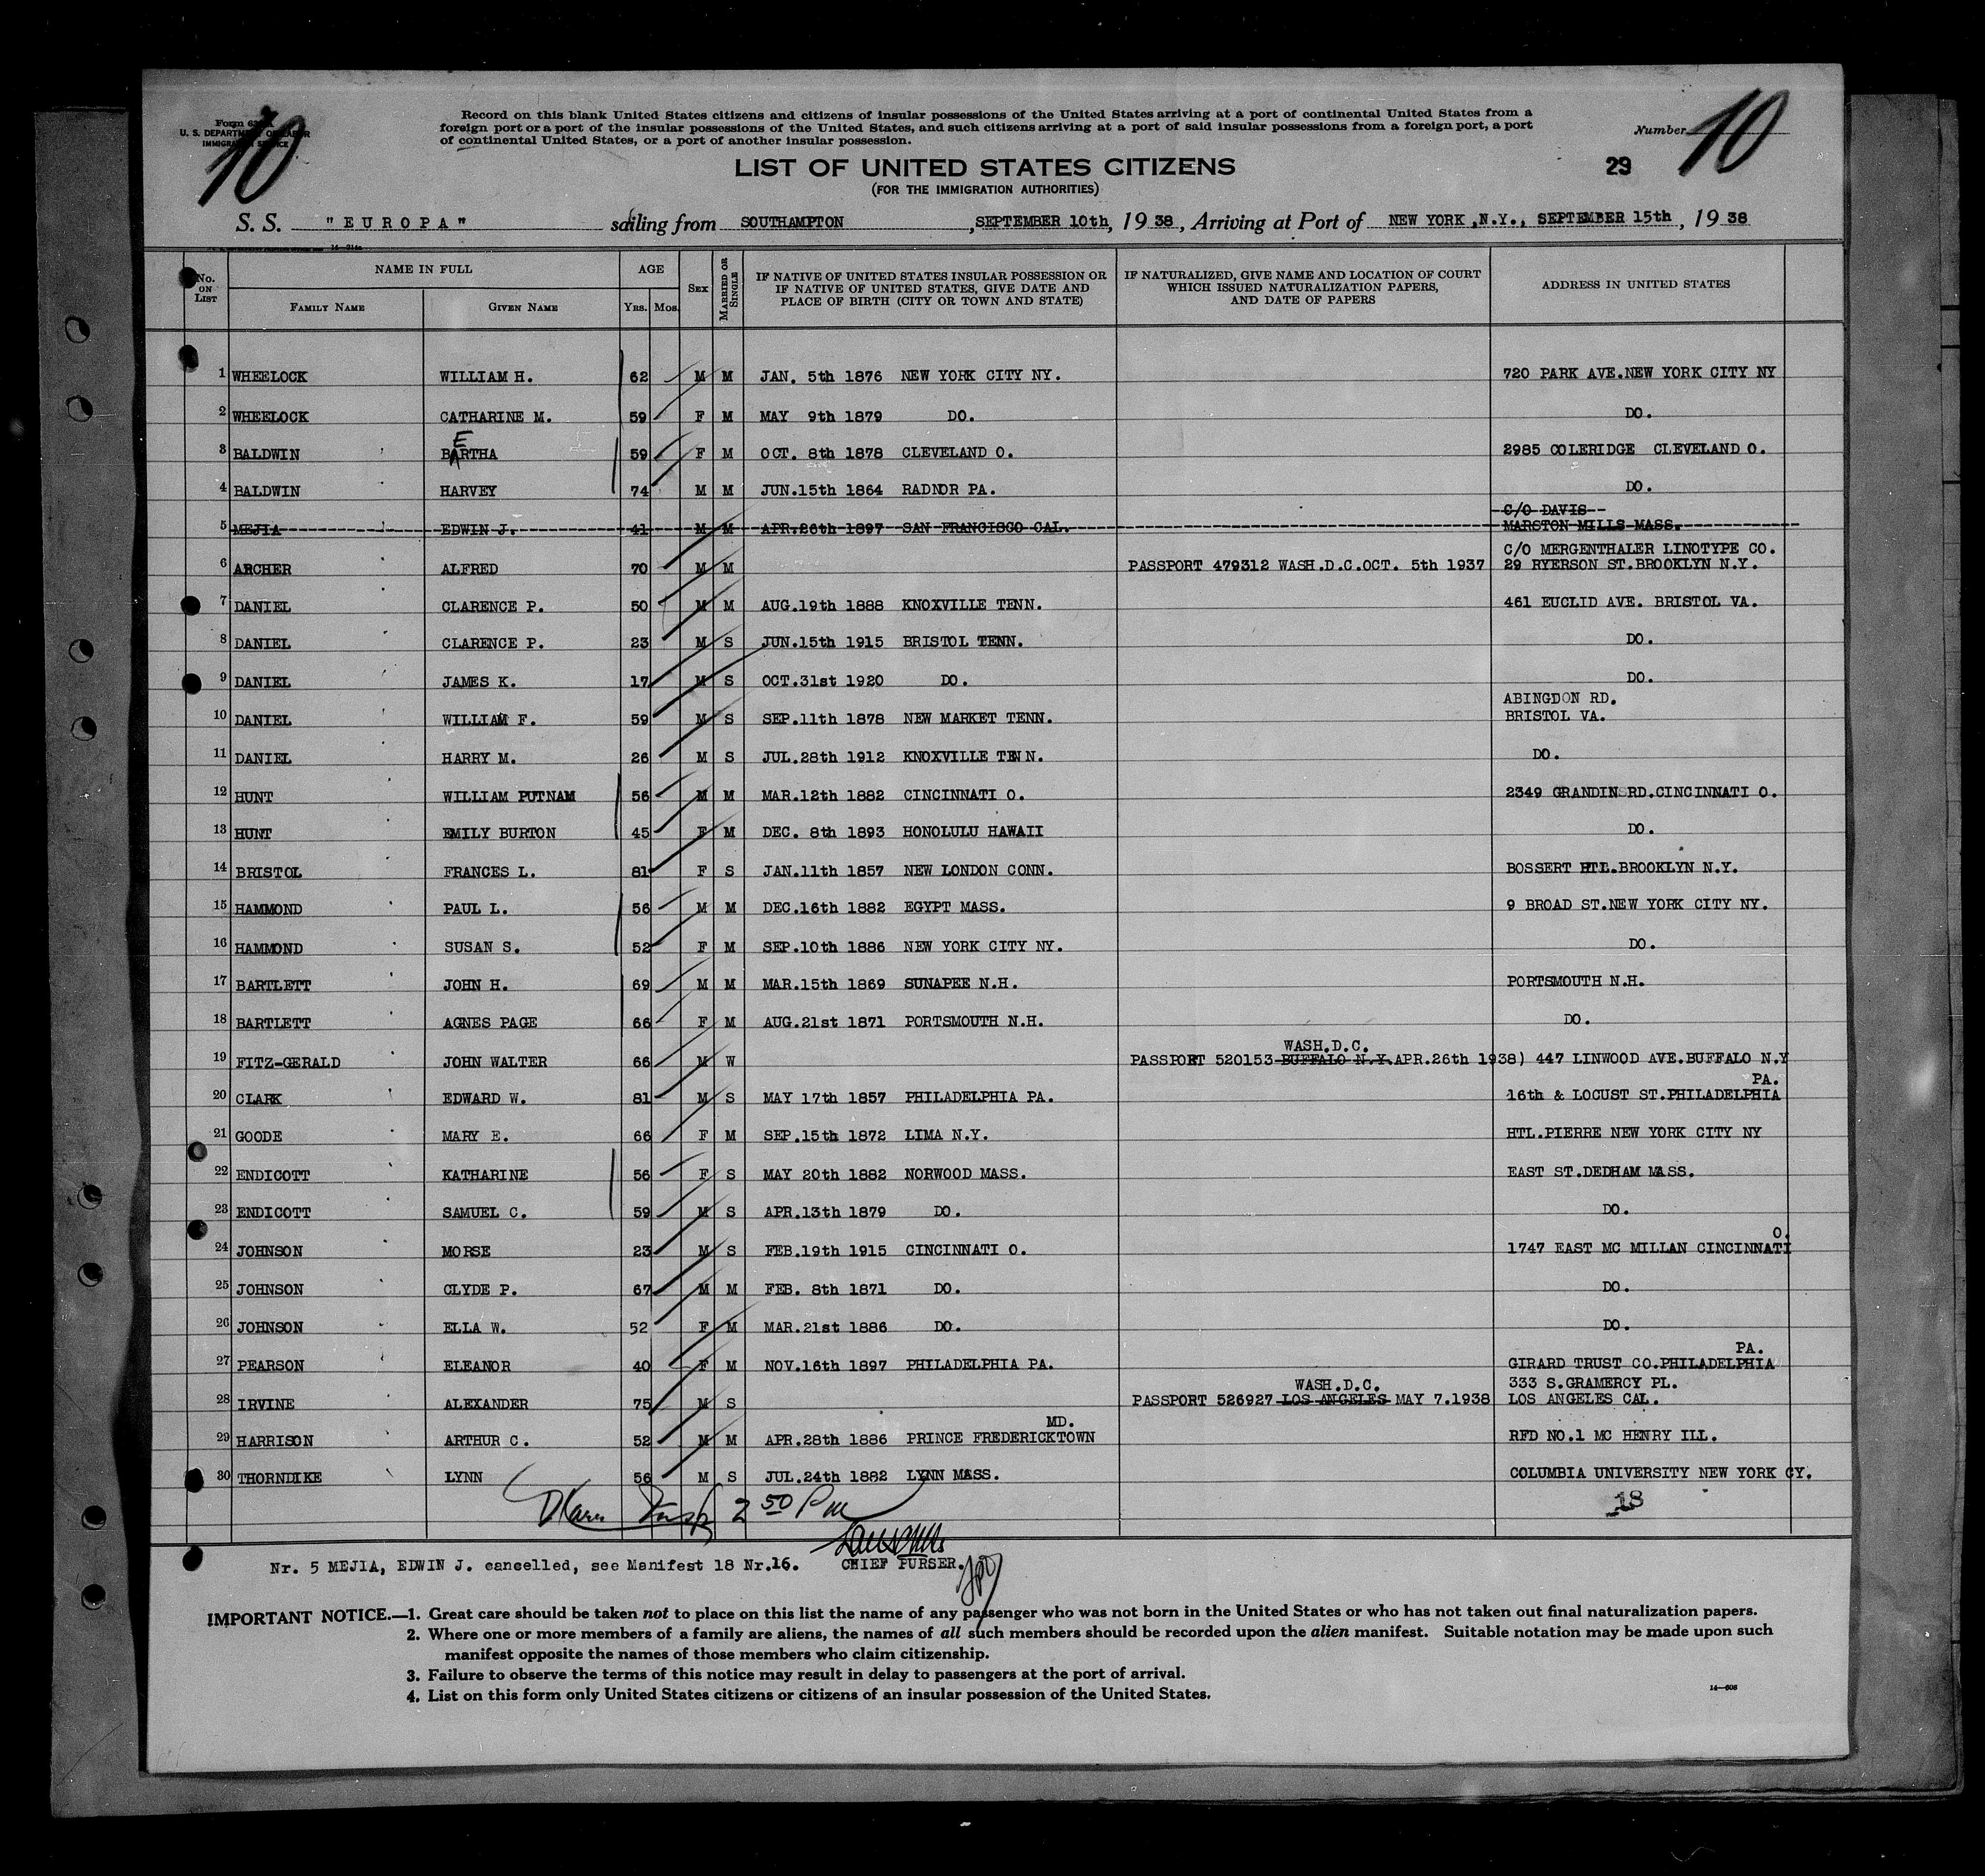 Record on this blank United States citizens and citizens of insular possessions of the United States arriving at a port of continental United States from a
foreign port or a port of the insular possessions of the United States, and such citizens arriving at a port of said insular possessions from a foreign port, a port
of continental United States, or a port of another insular possession.
Form
U. S. DEPARTMENT OF LABOR
IMMIGRATION SERVICE
10
Number 10
29
LIST OF UNITED STATES CITIZENS
(FOR THE IMMIGRATION AUTHORITIES)
S. S. "EUROPA" sailing from SOUTHAMPTON, SEPTEMBER 10th, 1938, Arriving at Port of NEW YORK, N.Y., SEPTEMBER 15th, 1938
No. ON LIST NAME IN FULL FAMILY NAME GIVEN NAME AGE YRS. MOS. SEX MARRIED OR SINGLE IF NATIVE OF UNITED STATES INSULAR POSSESSION OR IF NATIVE OF UNITED STATES, GIVE DATE AND PLACE OF BIRTH (CITY OR TOWN AND STATE) IF NATURALIZED, GIVE NAME AND LOCATION OF COURT WHICH ISSUED NATURALIZATION PAPERS, AND DATE OF PAPERS ADDRESS IN UNITED STATES
1 WHEELOCK WILLIAM H. 62 M M JAN. 5th 1876 NEW YORK CITY NY. 720 PARK AVE.NEW YORK CITY NY
2 WHEELOCK CATHARINE M. 59 F M MAY 9th 1879 DO. DO.
E
3 BALDWIN BARTHA 59 F M OCT. 8th 1878 CLEVELAND O. 2985 COLERIDGE CLEVELAND O.
4 BALDWIN HARVEY 74 M M JUN.15th 1864 RADNOR PA. DO.
C/O DAVIS
5 MEJIA EDWIN J. 41 M M APR.26th 1897 SAN FRANCISCO CAL. MARSTON MILLS MASS.
C/O MERGENTHALER LINOTYPE CO.
6 ARCHER ALFRED 70 M M PASSPORT 479312 WASH.D.C.OCT. 5th 1937 29 RYERSON ST.BROOKLYN N.Y.
7 DANIEL CLARENCE P. 50 M M AUG.19th 1888 KNOXVILLE TENN. 461 EUCLID AVE. BRISTOL VA.
8 DANIEL CLARENCE P. 23 M S JUN.15th 1915 BRISTOL TENN. DO.
9 DANIEL JAMES K. 17 M S OCT.31st 1920 DO. DO.
ABINGDON RD.
10 DANIEL WILLIAM F. 59 M S SEP.11th 1878 NEW MARKET TENN. BRISTOL VA.
11 DANIEL HARRY M. 26 M S JUL.28th 1912 KNOXVILLE TENN. DO.
12 HUNT WILLIAM PUTNAM 56 M M MAR.12th 1882 CINCINNATI O. 2349 GRANDIN RD.CINCINNATI O.
13 HUNT EMILY BURTON 45 F M DEC. 8th 1893 HONOLULU HAWAII DO.
14 BRISTOL FRANCES L. 81 F S JAN.11th 1857 NEW LONDON CONN. BOSSERT HTL.BROOKLYN N.Y.
15 HAMMOND PAUL L. 56 M M DEC.16th 1882 EGYPT MASS. 9 BROAD ST.NEW YORK CITY NY.
16 HAMMOND SUSAN S. 52 F M SEP.10th 1886 NEW YORK CITY NY. DO.
17 BARTLETT JOHN H. 69 M M MAR.15th 1869 SUNAPEE N.H. PORTSMOUTH N.H.
18 BARTLETT AGNES PAGE 66 F M AUG.21st 1871 PORTSMOUTH N.H. DO.
WASH.D.C.
19 FITZ-GERALD JOHN WALTER 66 M W PASSPORT 520153 BUFFALO N.Y.APR.26th 1938) 447 LINWOOD AVE.BUFFALO N.Y
PA.
20 CLARK EDWARD W. 81 M S MAY 17th 1857 PHILADELPHIA PA. 16th & LOCUST ST.PHILADELPHIA
21 GOODE MARY E. 66 F M SEP.15th 1872 LIMA N.Y. HTL.PIERRE NEW YORK CITY NY
22 ENDICOTT KATHARINE 56 F S MAY 20th 1882 NORWOOD MASS. EAST ST.DEDHAM MASS.
23 ENDICOTT SAMUEL C. 59 M S APR.13th 1879 DO. DO.
O.
24 JOHNSON MORSE 23 M S FEB.19th 1915 CINCINNATI O. 1747 EAST MC MILLAN CINCINNATI
25 JOHNSON CLYDE P. 67 M M FEB. 8th 1871 DO. DO.
26 JOHNSON ELLA W. 52 F M MAR.21st 1886 DO. DO.
PA.
27 PEARSON ELEANOR 40 F M NOV.16th 1897 PHILADELPHIA PA. GIRARD TRUST CO.PHILADELPHIA
WASH.D.C. 333 S.GRAMERCY PL.
28 IRVINE ALEXANDER 75 M S PASSPORT 526927 LOS ANGELES MAY 7.1938 LOS ANGELES CAL.
MD.
29 HARRISON ARTHUR C. 52 M M APR.28th 1886 PRINCE FREDERICKTOWN RFD NO.1 MC HENRY ILL.
30 THORNDIKE LYNN 56 M S JUL.24th 1882 LYNN MASS. COLUMBIA UNIVERSITY NEW YORK CY.
2 50 Pm
18
Nr. 5 MEJIA, EDWIN J. cancelled, see Manifest 18 Nr.16. CHIEF PURSER.
IMPORTANT NOTICE.—1. Great care should be taken not to place on this list the name of any passenger who was not born in the United States or who has not taken out final naturalization papers.
2. Where one or more members of a family are aliens, the names of all such members should be recorded upon the alien manifest. Suitable notation may be made upon such
manifest opposite the names of those members who claim citizenship.
3. Failure to observe the terms of this notice may result in delay to passengers at the port of arrival.
4. List on this form only United States citizens or citizens of an insular possession of the United States.
14—608